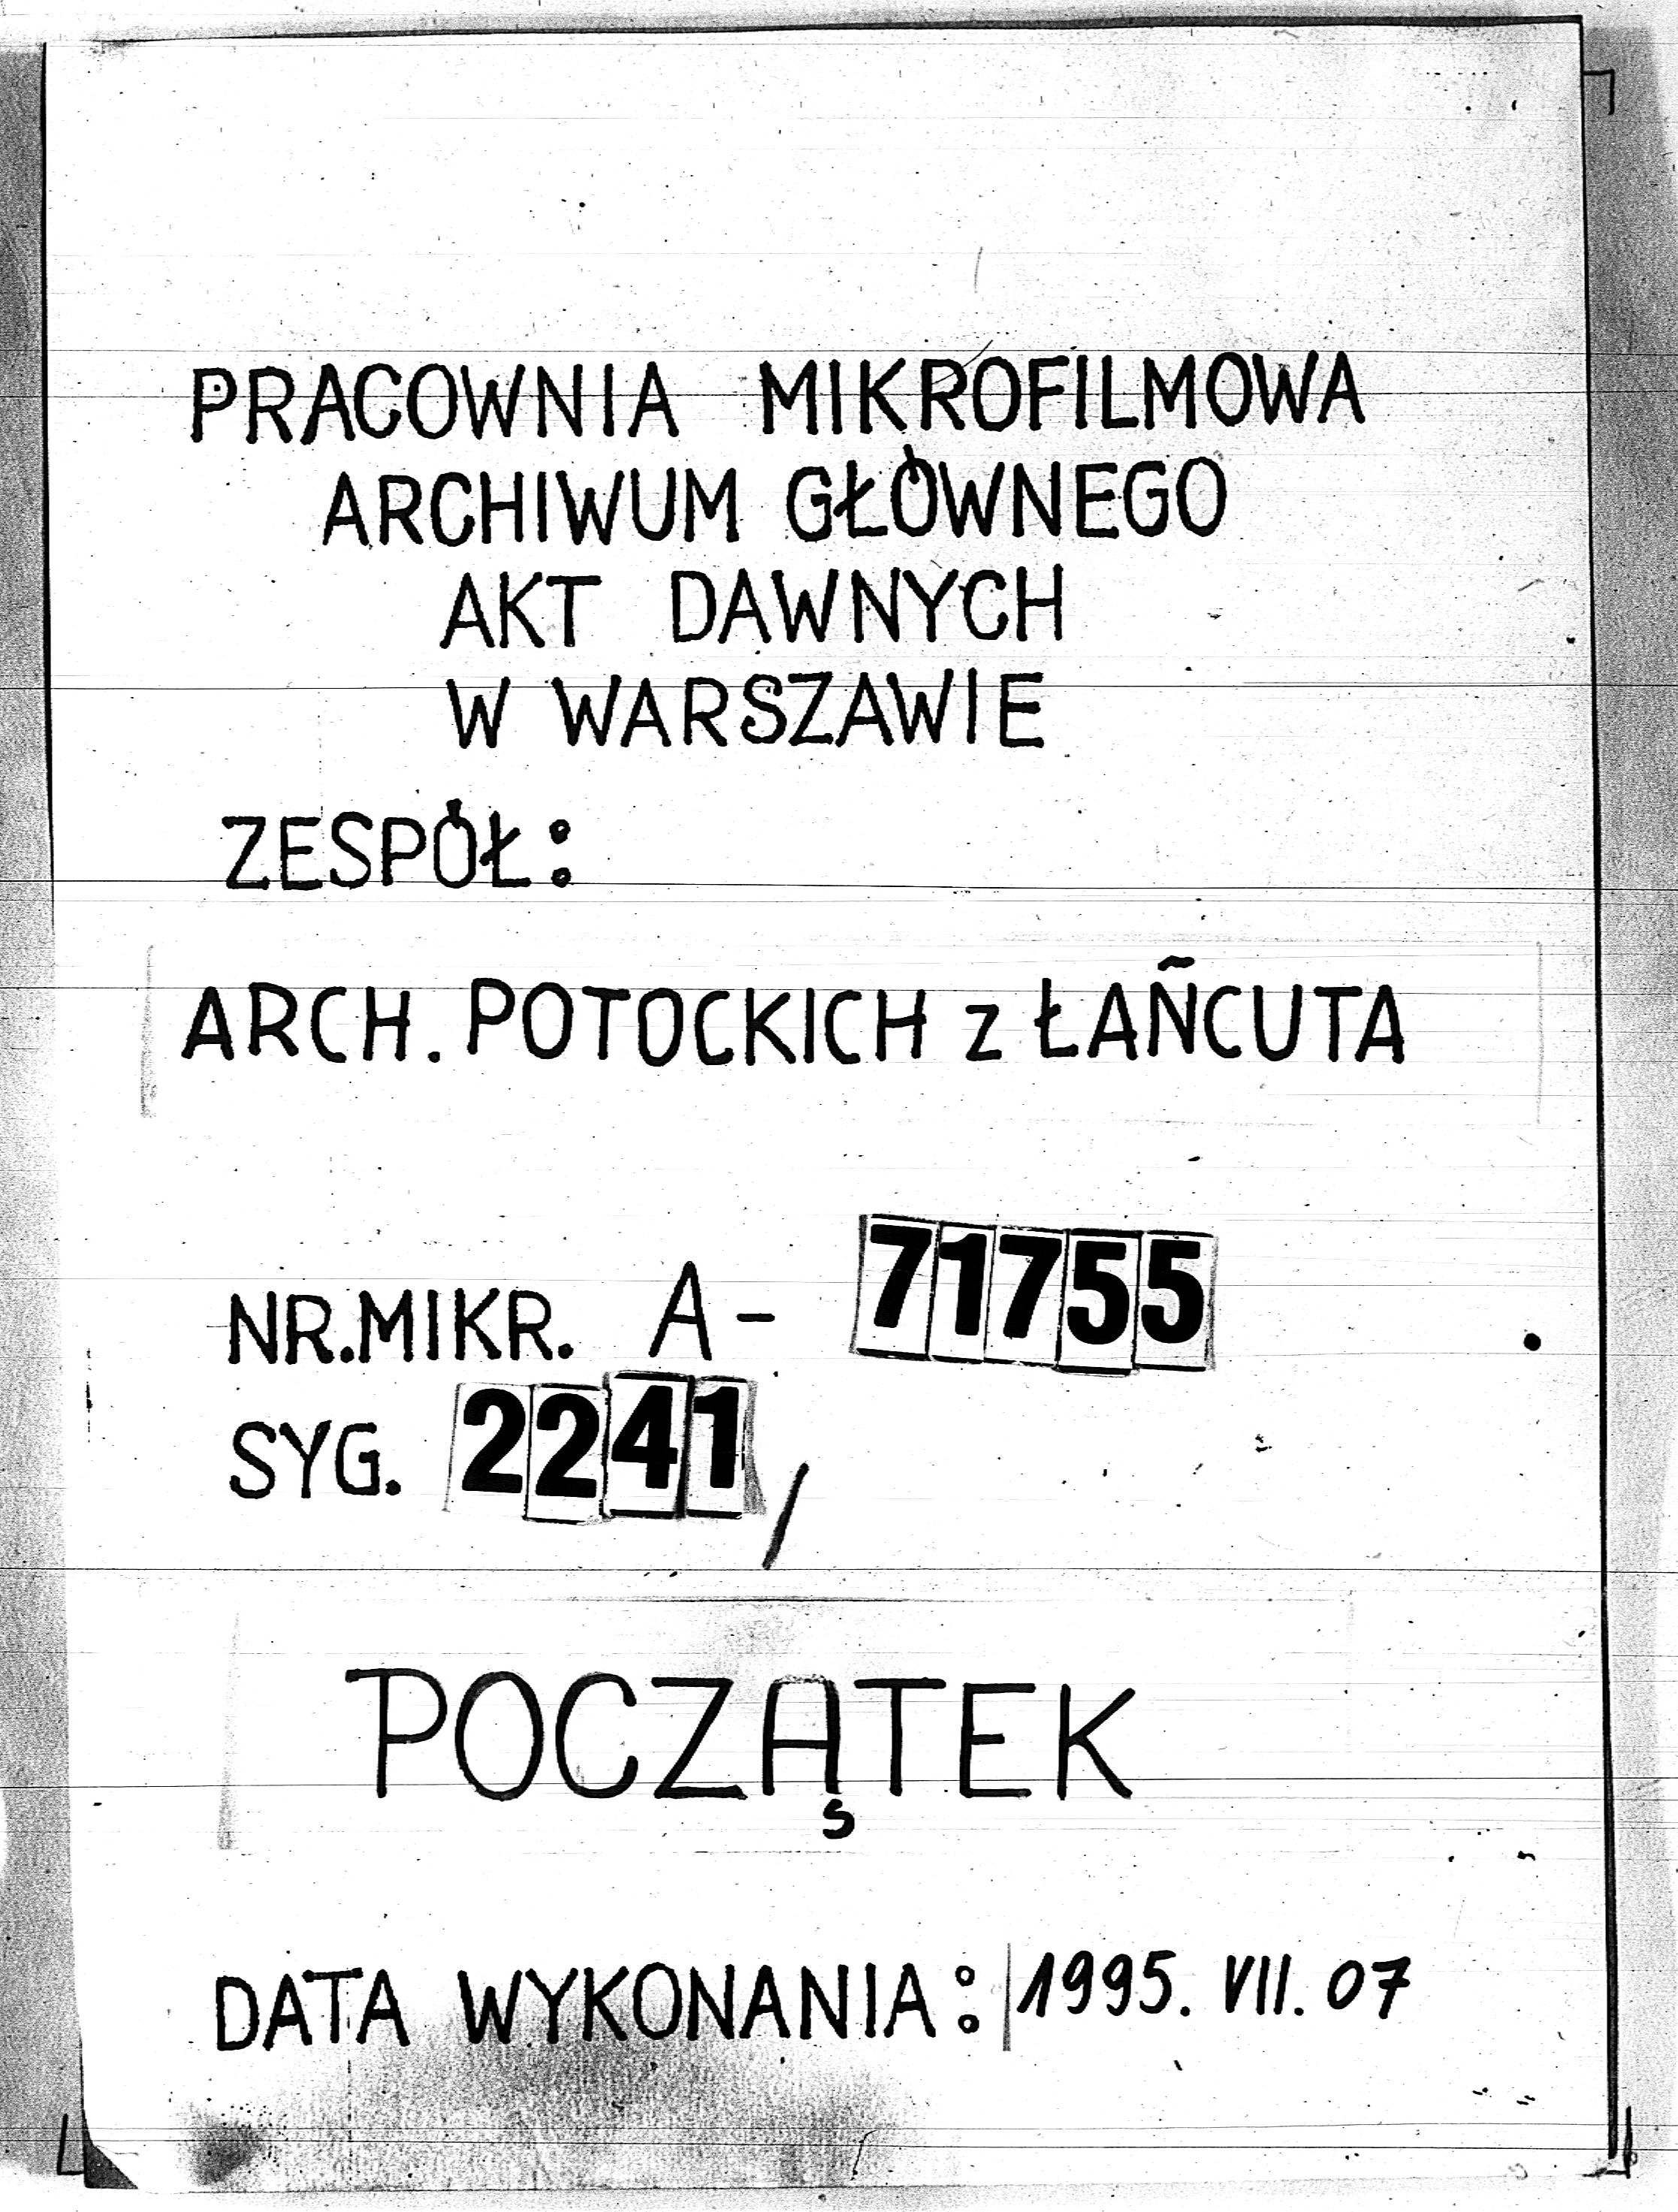 PRACOWNIA MIKROFILMOWA
ARCHIWUM GŁÓWNEGO
AKT DAWNYCH
W WARSZAWIE
ZESPÓŁ:
ARCH. POTOCKICH z ŁAÑCUTA
NR.MIKR. A- 71755
SYG. 2241,
POCZĄTEK
DATA WYKONANIA: 1995. VII. 07